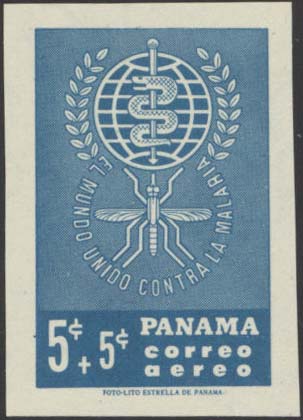 EL MUNDO UNIDO CONTRA LA MALARIA
5¢ + 5¢
PANAMA
correo
aereo
FOTO-LITO ESTRELLA DE PANAMA.